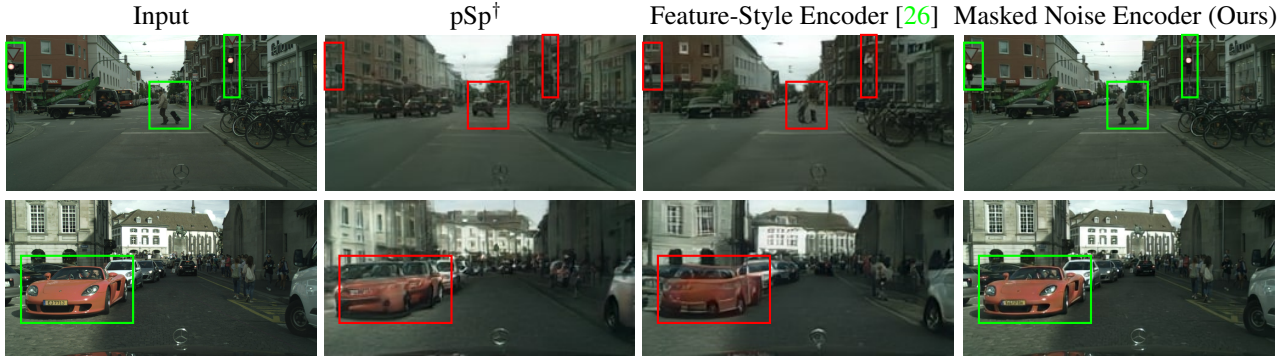 Input
pSp†
Feature-Style Encoder [26]
Masked Noise Encoder (Ours)